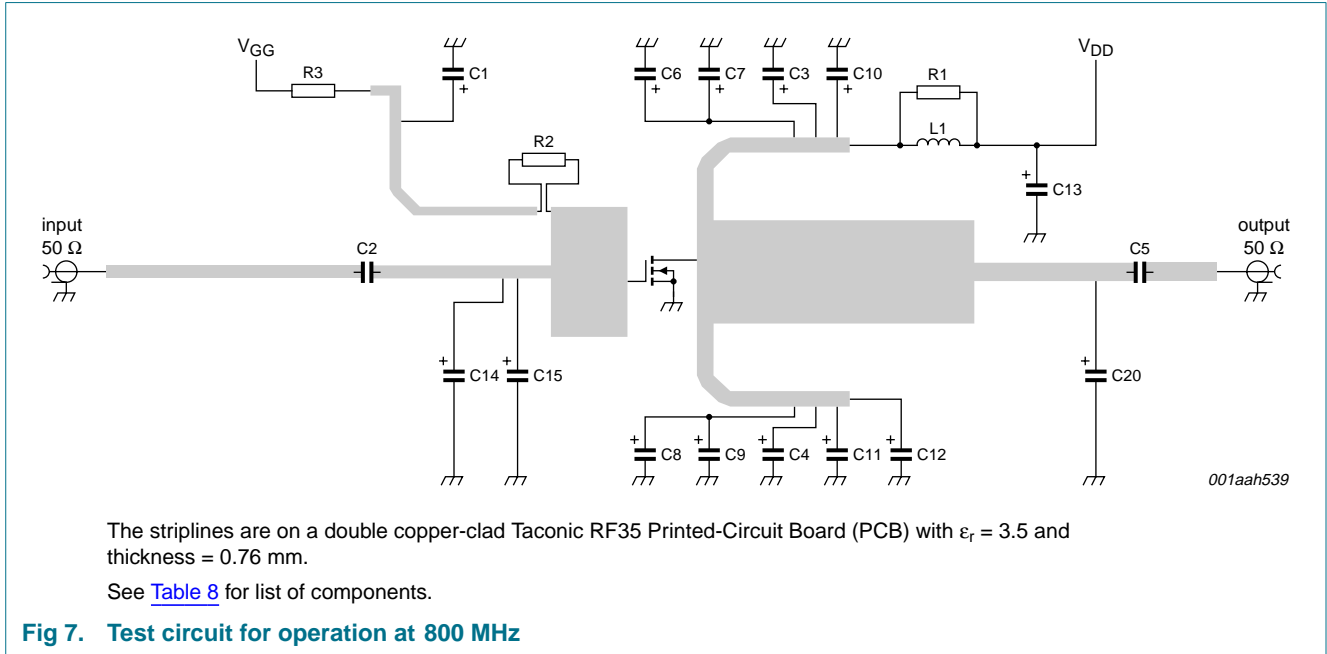 V_GG
R3
C1
C6
C7
C3
C10
R1
V_DD
+
+
+
+
+
L1
R2
+
C13
input
50 Ω
C2
output
50 Ω
C5
+
C14
+
C15
+
C20
+
C8
+
C9
+
C4
+
C11
+
C12
001aah539
The striplines are on a double copper-clad Taconic RF35 Printed-Circuit Board (PCB) with ε_r = 3.5 and
thickness = 0.76 mm.
See Table 8 for list of components.
Fig 7. Test circuit for operation at 800 MHz